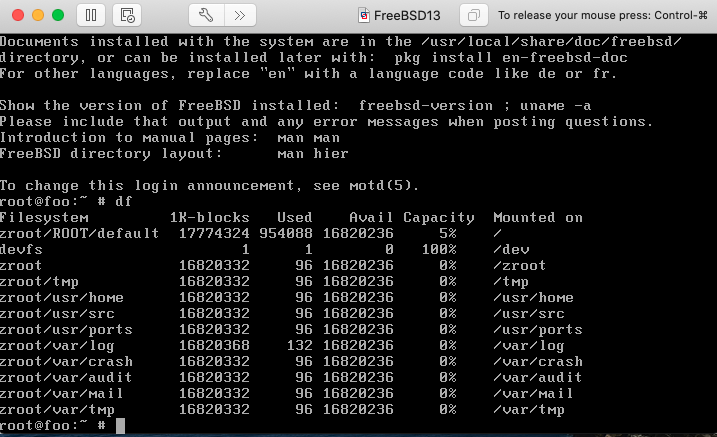 FreeBSD13
To release your mouse press: Control-⌘
Documents installed with the system are in the /usr/local/share/doc/freebsd/
directory, or can be installed later with:  pkg install en-freebsd-doc
For other languages, replace "en" with a language code like de or fr.
Show the version of FreeBSD installed:  freebsd-version ; uname -a
Please include that output and any error messages when posting questions.
Introduction to manual pages:  man man
FreeBSD directory layout:      man hier
To change this login announcement, see motd(5).
root@foo:~ # df
Filesystem         1K-blocks   Used    Avail Capacity  Mounted on
zroot/ROOT/default  17774324 954088 16820236     5%    /
devfs                      1      1        0   100%    /dev
zroot               16820332     96 16820236     0%    /zroot
zroot/tmp           16820332     96 16820236     0%    /tmp
zroot/usr/home      16820332     96 16820236     0%    /usr/home
zroot/usr/src       16820332     96 16820236     0%    /usr/src
zroot/usr/ports     16820332     96 16820236     0%    /usr/ports
zroot/var/log       16820368    132 16820236     0%    /var/log
zroot/var/crash     16820332     96 16820236     0%    /var/crash
zroot/var/audit     16820332     96 16820236     0%    /var/audit
zroot/var/mail      16820332     96 16820236     0%    /var/mail
zroot/var/tmp       16820332     96 16820236     0%    /var/tmp
root@foo:~ #